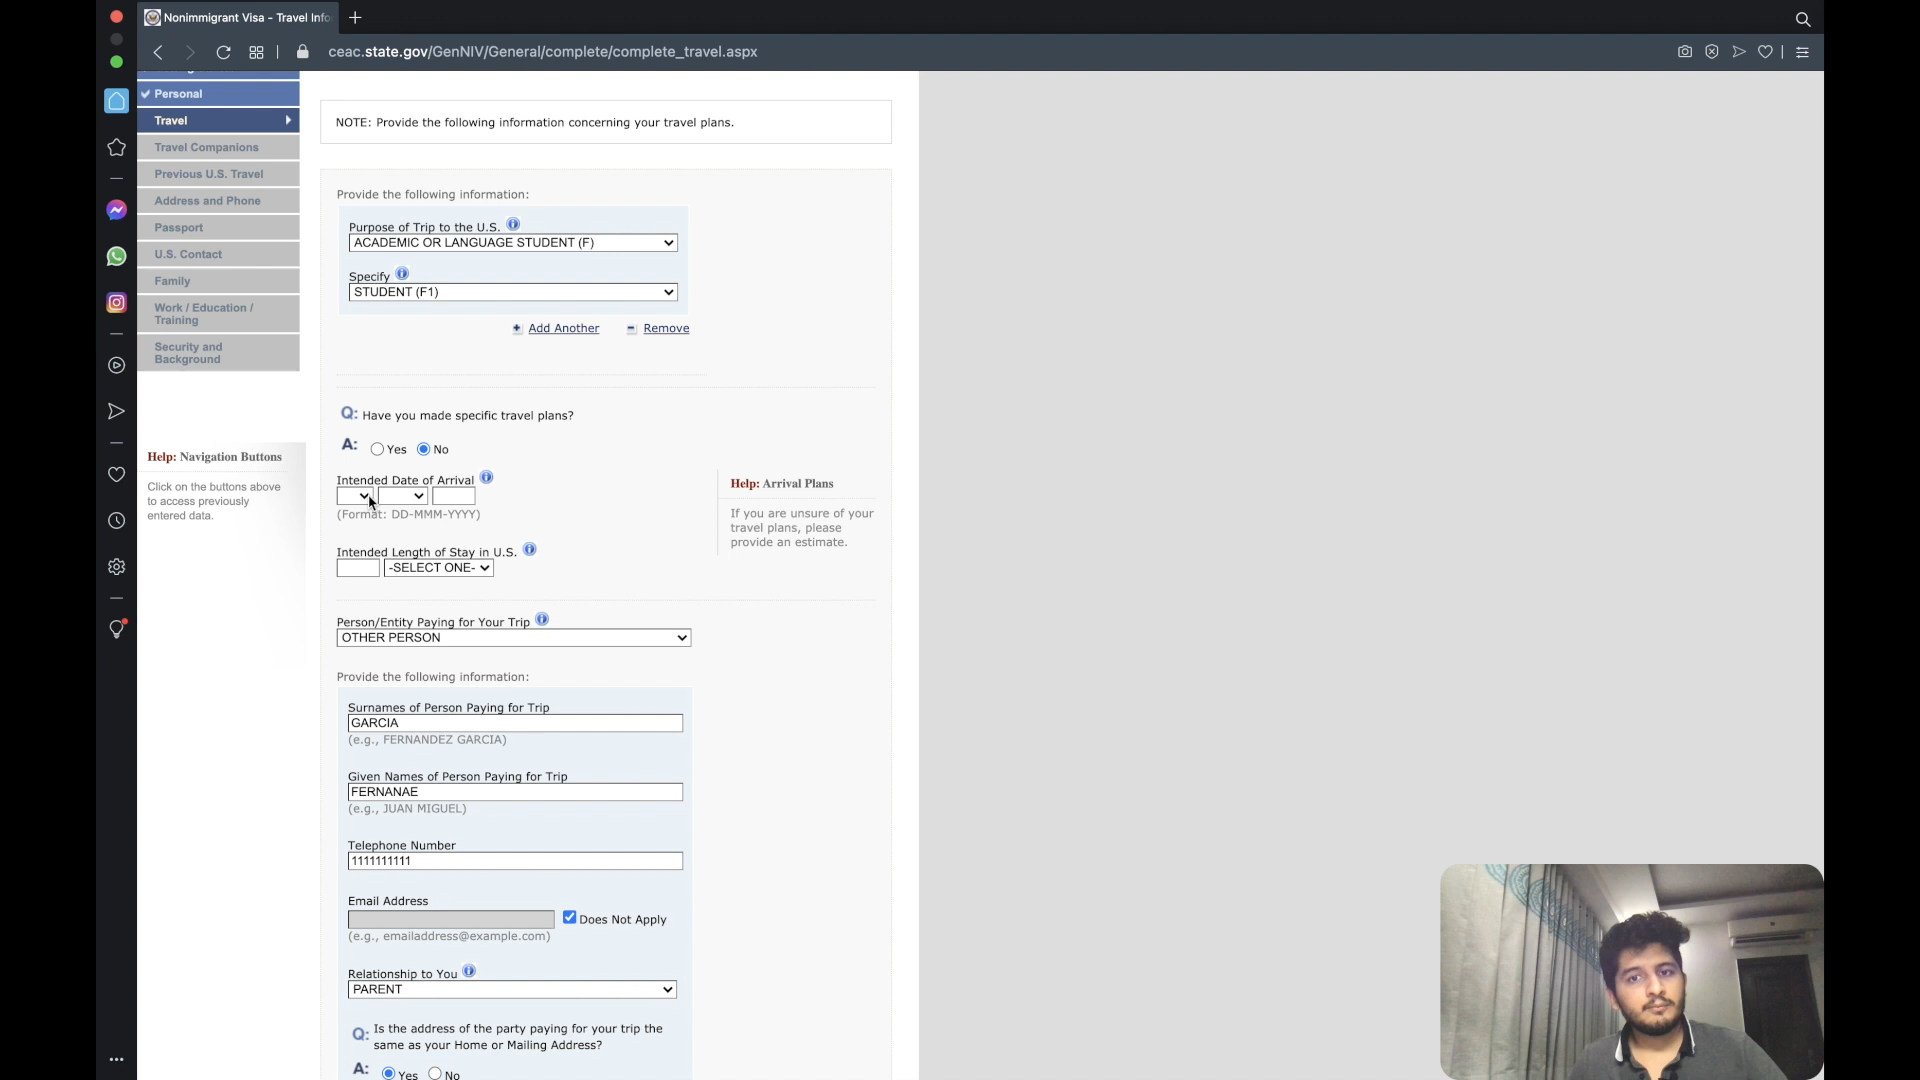 Nonimmigrant Visa - Travel Info
ceac.state.gov/GenNIV/General/complete/complete_travel.aspx
Personal
Travel
Travel Companions
Previous U.S. Travel
Address and Phone
Passport
U.S. Contact
Family
Work / Education /
Training
Security and
Background
Help: Navigation Buttons
Click on the buttons above
to access previously
entered data.
NOTE: Provide the following information concerning your travel plans.
Provide the following information:
Purpose of Trip to the U.S.
ACADEMIC OR LANGUAGE STUDENT (F)
Specify
STUDENT (F1)
Add Another Remove
Q: Have you made specific travel plans?
A: Yes No
Intended Date of Arrival
(Format: DD-MMM-YYYY)
Intended Length of Stay in U.S.
-SELECT ONE-
Help: Arrival Plans
If you are unsure of your
travel plans, please
provide an estimate.
Person/Entity Paying for Your Trip
OTHER PERSON
Provide the following information:
Surnames of Person Paying for Trip
GARCIA
(e.g., FERNANDEZ GARCIA)
Given Names of Person Paying for Trip
FERNANAE
(e.g., JUAN MIGUEL)
Telephone Number
1111111111
Email Address
Does Not Apply
(e.g., emailaddress@example.com)
Relationship to You
PARENT
Q: Is the address of the party paying for your trip the
same as your Home or Mailing Address?
A: Yes No